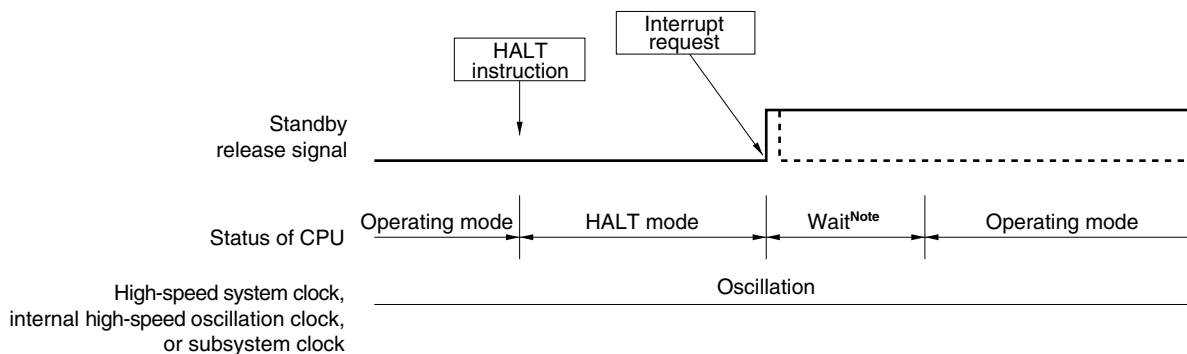 HALT
instruction
Interrupt
request
Standby
release signal
Status of CPU
Operating mode
HALT mode
WaitNote
Operating mode
High-speed system clock,
internal high-speed oscillation clock,
or subsystem clock
Oscillation